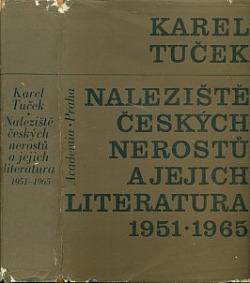 KAREL
TUČEK
NALEZIŠTĚ
ČESKÝCH
NEROSTŮ
A JEJICH
LITERATURA
1951·1965
Karel
Tuček
·
Naleziště
českých
nerostů
a jejich
literatura
1951–1965
Academia · Praha